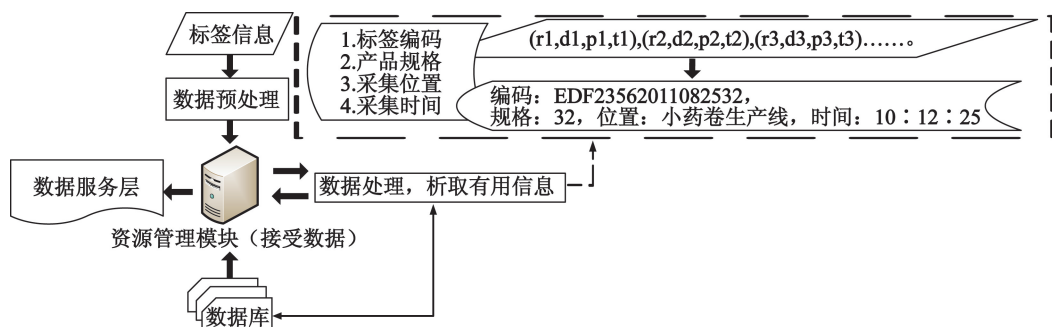 标签信息
数据预处理
1.标签编码
2.产品规格
3.采集位置
4.采集时间
(r1,d1,p1,t1),(r2,d2,p2,t2),(r3,d3,p3,t3)……。
编码：EDF23562011082532，
规格：32，位置：小药卷生产线，时间：10∶12∶25
数据服务层
数据处理，析取有用信息
资源管理模块（接受数据）
数据库